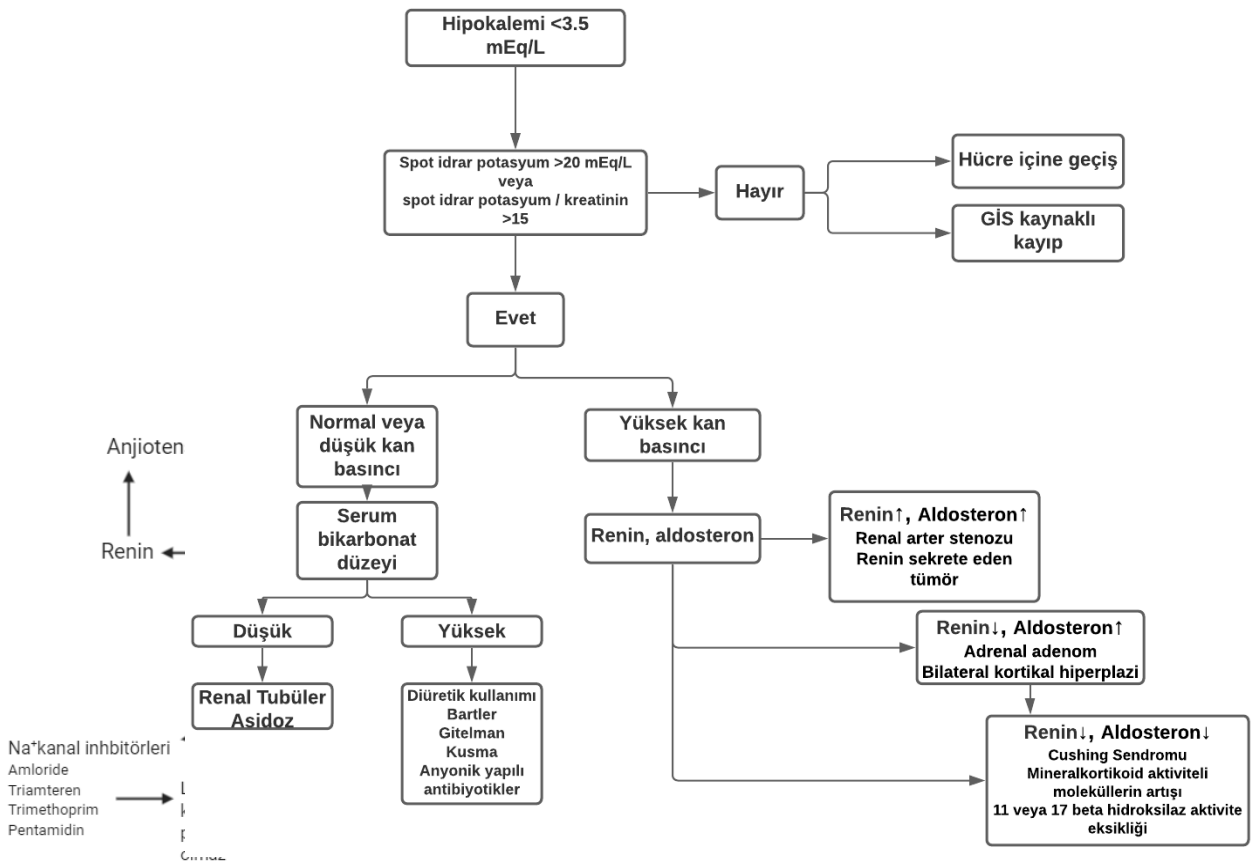 Hipokalemi <3.5
mEq/L
Spot idrar potasyum >20 mEq/L
veya
spot idrar potasyum / kreatinin
>15
Hayır
Hücre içine geçiş
GİS kaynaklı
kayıp
Evet
Normal veya
düşük kan
basıncı
Yüksek kan
basıncı
Serum
bikarbonat
düzeyi
Renin, aldosteron
Renin↑, Aldosteron↑
Renal arter stenozu
Renin sekrete eden
tümör
Düşük
Yüksek
Renin↓, Aldosteron↑
Adrenal adenom
Bilateral kortikal hiperplazi
Renal Tubüler
Asidoz
Diüretik kullanımı
Bartler
Gitelman
Kusma
Anyonik yapılı
antibiyotikler
Renin↓, Aldosteron↓
Cushing Sendromu
Mineralkortikoid aktiviteli
moleküllerin artışı
11 veya 17 beta hidroksilaz aktivite
eksikliği
Anjioten
Renin
Na⁺kanal inhbitörleri
Amloride
Triamteren
Trimethoprim
Pentamidin